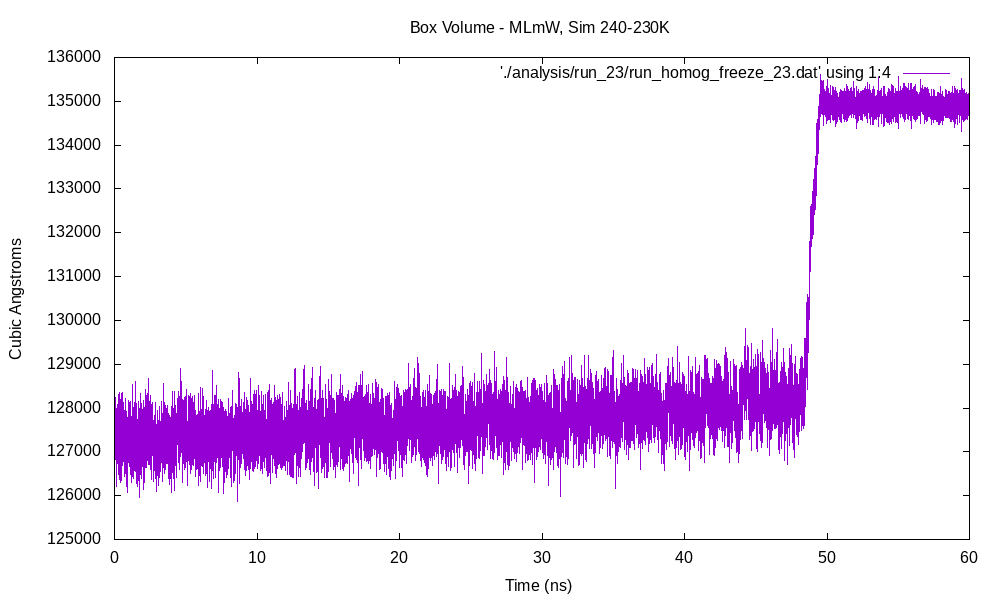 Box Volume - MLmW, Sim 240-230K
136000
'./analysis/run_23/run_homog_freeze_23.dat' using 1:4
135000
134000
133000
132000
131000
130000
129000
128000
127000
126000
125000
Cubic Angstroms
0 10 20 30 40 50 60
Time (ns)